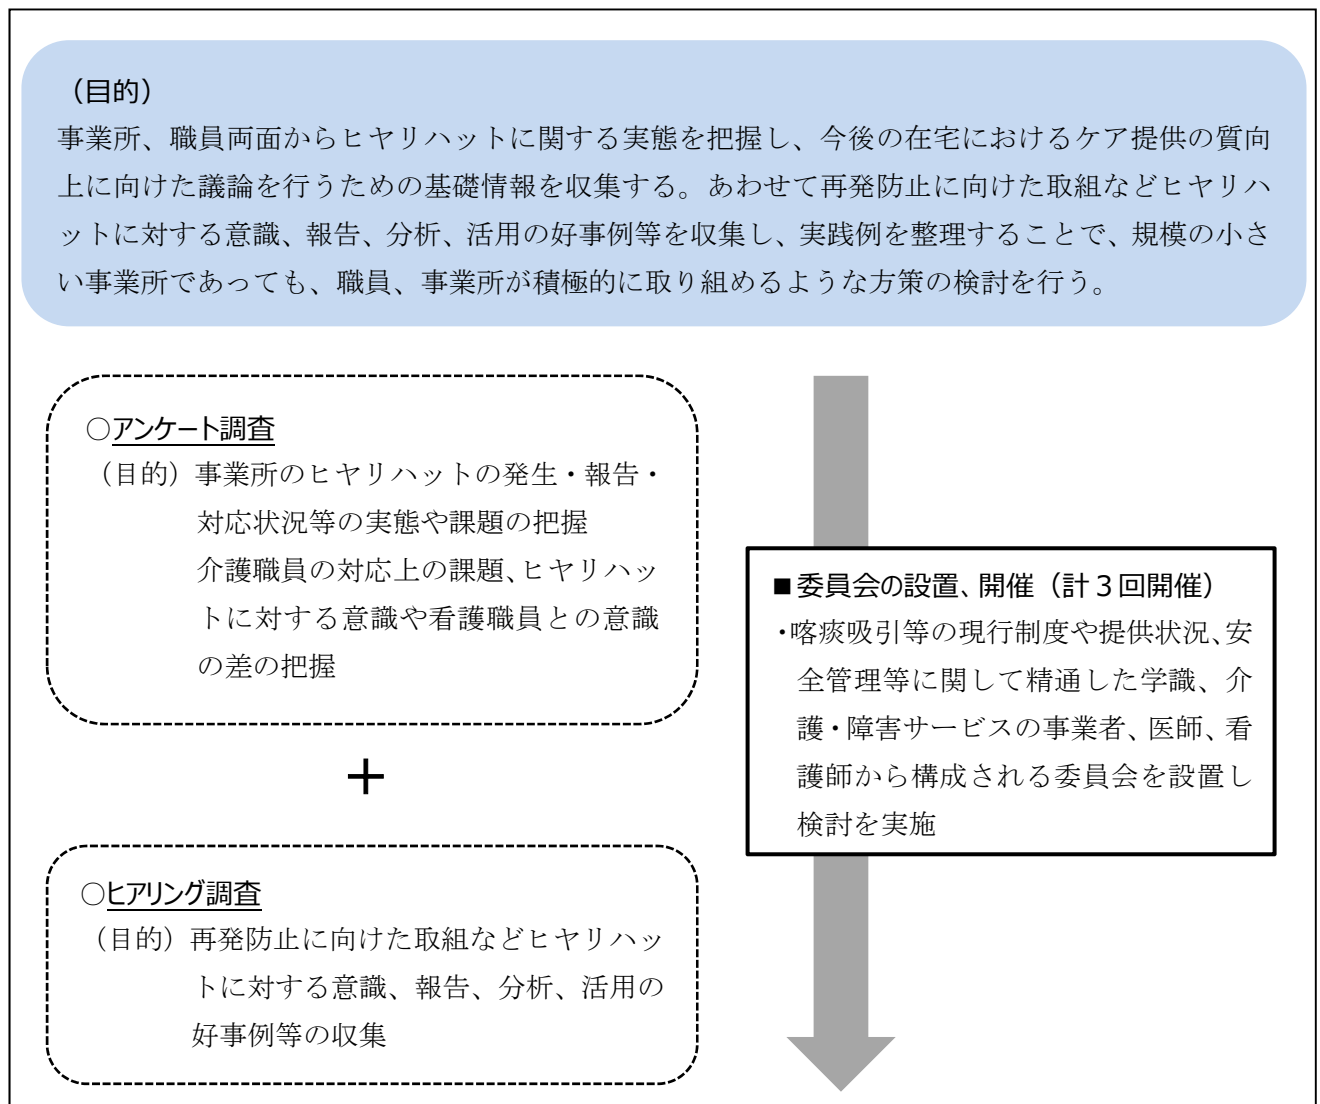 （目的）
事業所、職員両面からヒヤリハットに関する実態を把握し、今後の在宅におけるケア提供の質向
上に向けた議論を行うための基礎情報を収集する。あわせて再発防止に向けた取組などヒヤリハ
ットに対する意識、報告、分析、活用の好事例等を収集し、実践例を整理することで、規模の小さ
い事業所であっても、職員、事業所が積極的に取り組めるような方策の検討を行う。
○アンケート調査
（目的）事業所のヒヤリハットの発生・報告・
対応状況等の実態や課題の把握
介護職員の対応上の課題、ヒヤリハッ
トに対する意識や看護職員との意識
の差の把握
＋
○ヒアリング調査
（目的）再発防止に向けた取組などヒヤリハッ
トに対する意識、報告、分析、活用の
好事例等の収集
■委員会の設置、開催（計３回開催）
・喀痰吸引等の現行制度や提供状況、安
全管理等に関して精通した学識、介
護・障害サービスの事業者、医師、看
護師から構成される委員会を設置し
検討を実施